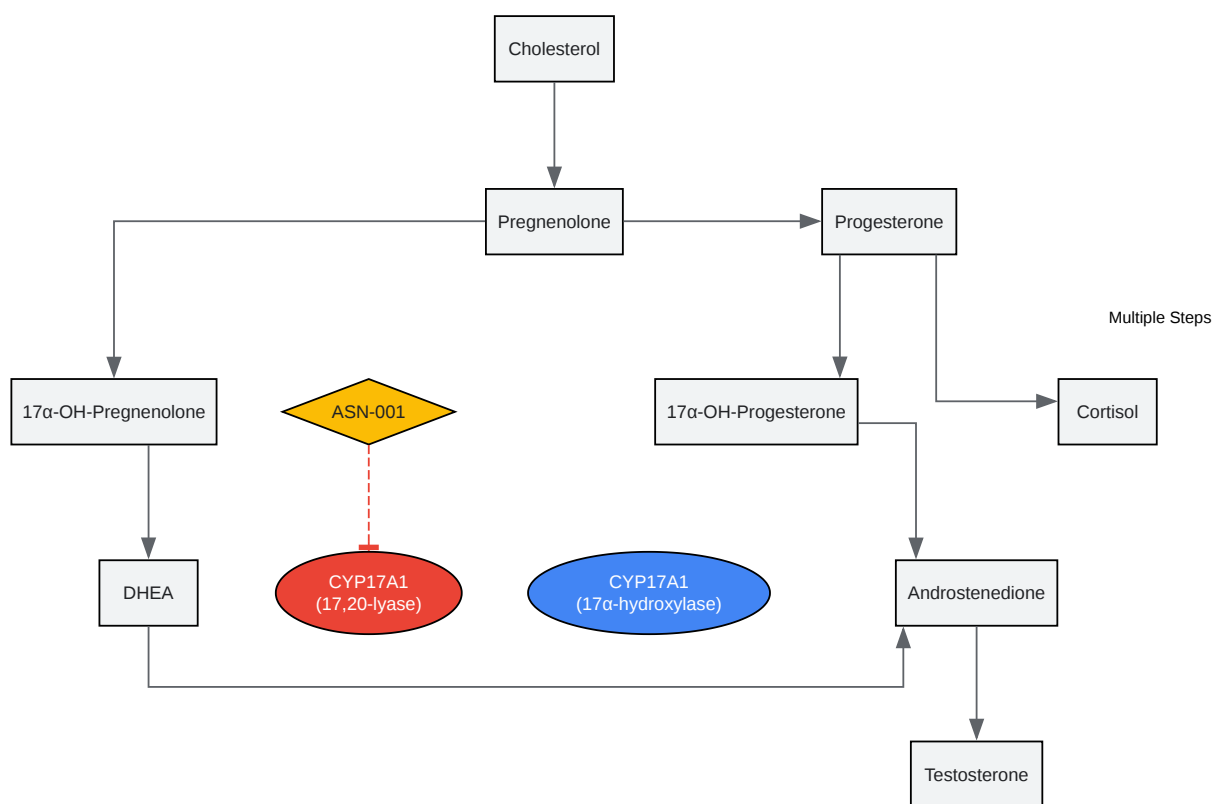 Cholesterol
Pregnenolone
Progesterone
Multiple Steps
17α-OH-Pregnenolone
ASN-001
17α-OH-Progesterone
Cortisol
DHEA
CYP17A1
(17,20-lyase)
CYP17A1
(17α-hydroxylase)
Androstenedione
Testosterone